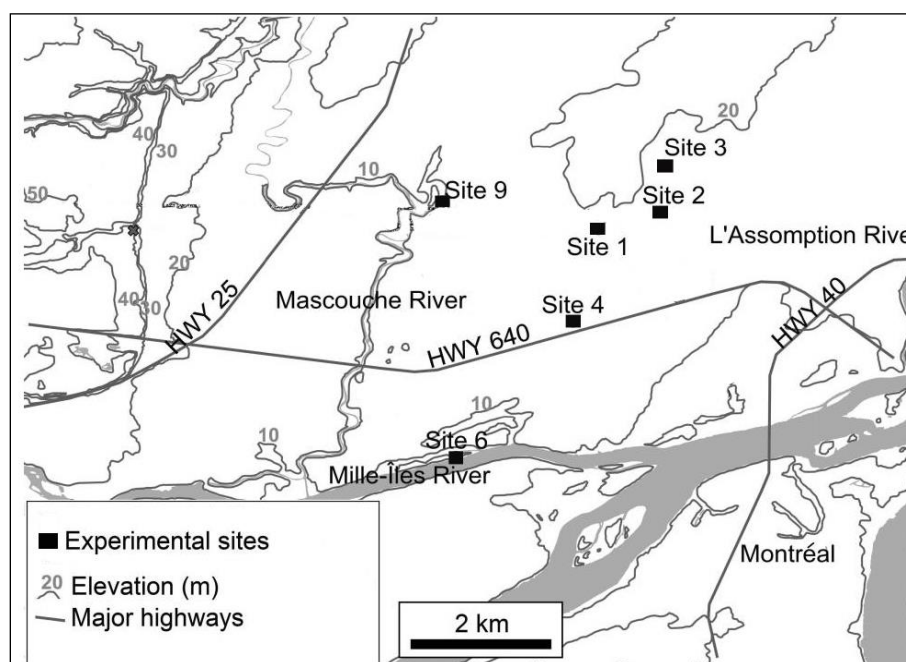 20
Site 3
40
30
10
Site 9
Site 2
50
Site 1
L'Assomption Rive
20
40
30
Mascouche River
HWY 25
Site 4
HWY 640
HWY 40
10
10
Site 6
Mille-Îles River
Experimental sites
20 Elevation (m)
Major highways
2 km
Montréal